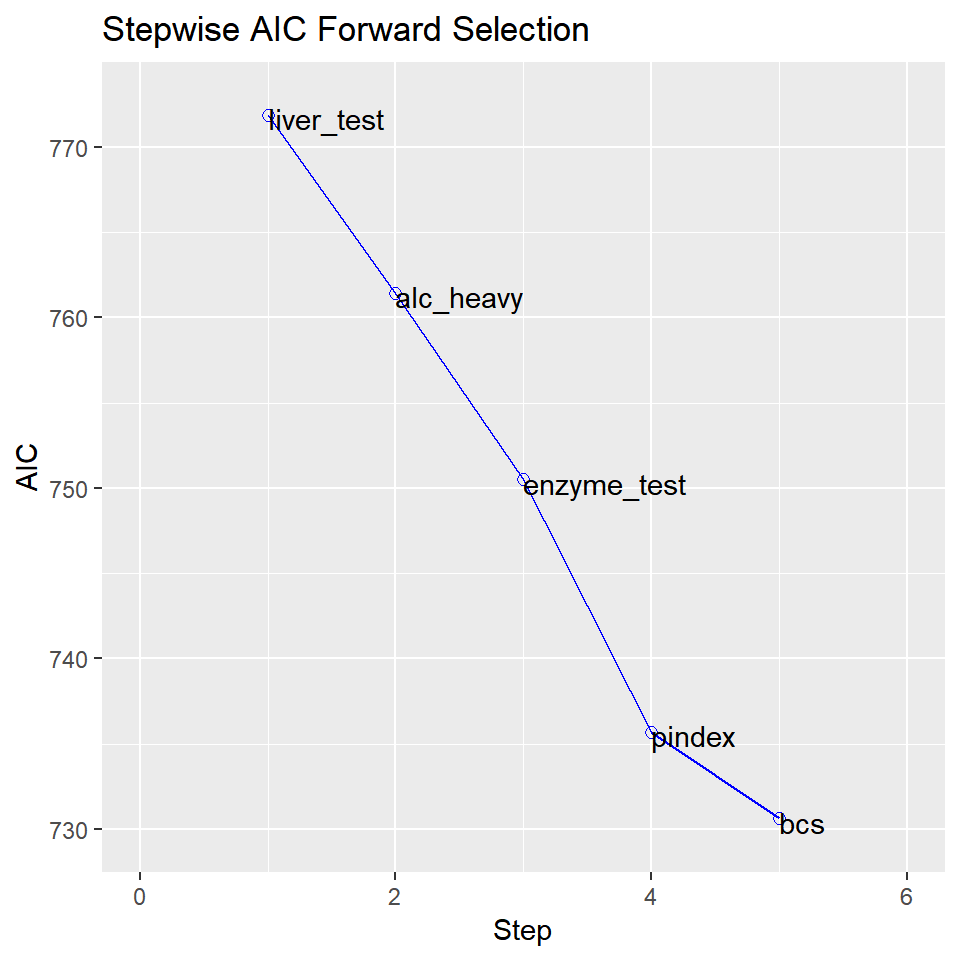 Stepwise AIC Forward Selection
liver_test
770
alc_heavy
760
AIC
enzyme_test
750
740
pindex
bcs
730
0 2 4 6
Step